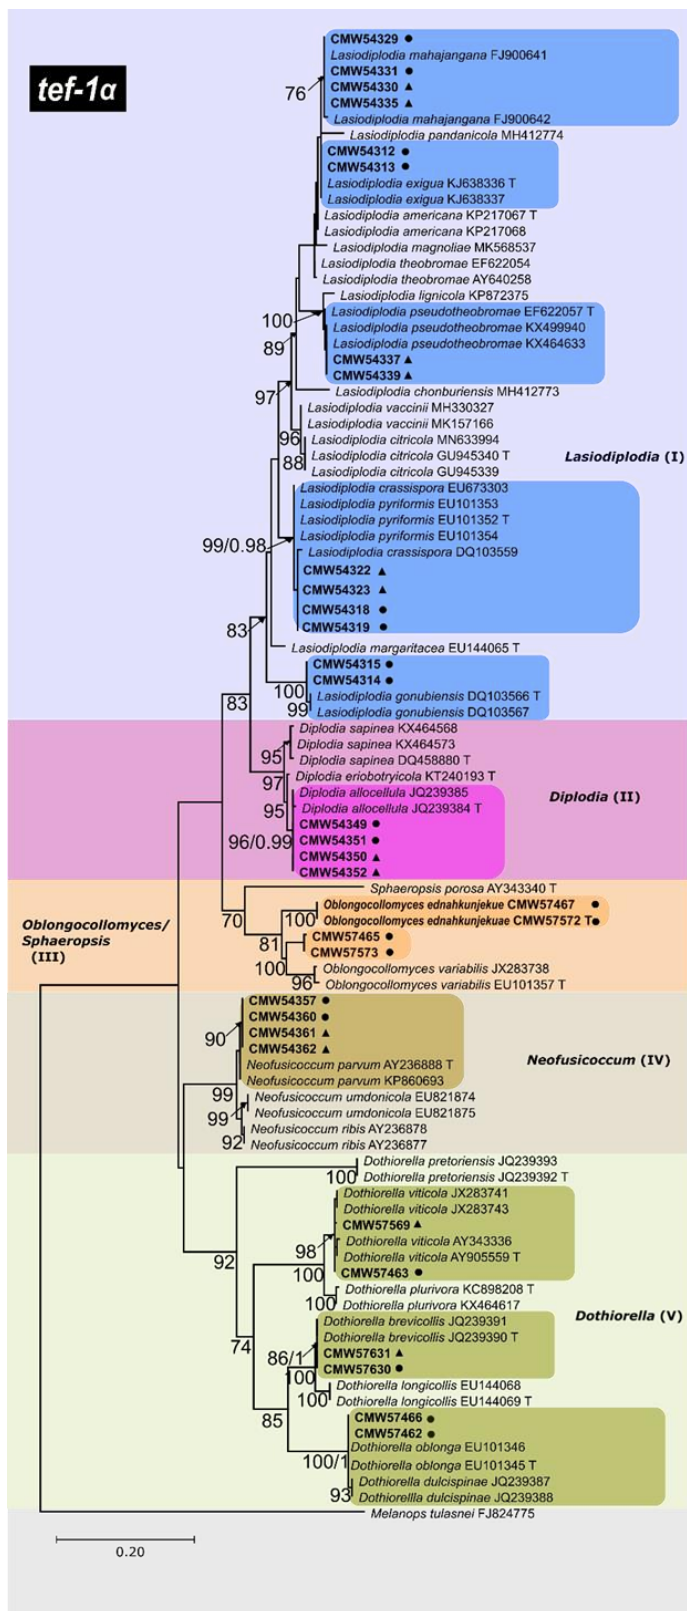 tef-1α
CMW54329 ●
Lasiodiplodia mahajangana FJ900641
CMW54331 ●
CMW54330 ▲
CMW54335 ▲
76
Lasiodiplodia mahajangana FJ900642
Lasiodiplodia pandanicola MH412774
CMW54312 ●
CMW54313 ●
Lasiodiplodia exigua KJ638336 T
Lasiodiplodia exigua KJ638337
Lasiodiplodia americana KP217067 T
Lasiodiplodia americana KP217068
Lasiodiplodia magnoliae MK568537
Lasiodiplodia theobromae EF622054
Lasiodiplodia theobromae AY640258
Lasiodiplodia lignicola KP872375
Lasiodiplodia pseudotheobromae EF622057 T
100
Lasiodiplodia pseudotheobromae KX499940
Lasiodiplodia pseudotheobromae KX464633
89
CMW54337 ▲
CMW54339 ▲
Lasiodiplodia chonburiensis MH412773
97
Lasiodiplodia vaccinii MH330327
Lasiodiplodia vaccinii MK157166
96
Lasiodiplodia citricola MN633994
Lasiodiplodia citricola GU945340 T
88
Lasiodiplodia citricola GU945339
Lasiodiplodia (I)
Lasiodiplodia crassispora EU673303
Lasiodiplodia pyriformis EU101353
Lasiodiplodia pyriformis EU101352 T
Lasiodiplodia pyriformis EU101354
99/0.98
Lasiodiplodia crassispora DQ103559
CMW54322 ▲
CMW54323 ▲
CMW54318 ●
CMW54319 ●
83
Lasiodiplodia margaritacea EU144065 T
CMW54315 ●
CMW54314 ●
100
83
Lasiodiplodia gonubiensis DQ103566 T
99
Lasiodiplodia gonubiensis DQ103567
Diplodia sapinea KX464568
Diplodia sapinea KX464573
95
Diplodia sapinea DQ458880 T
Diplodia eriobotryicola KT240193 T
97
Diplodia allocellula JQ239385
Diplodia (II)
95
Diplodia allocellula JQ239384 T
CMW54349 ●
96/0.99
CMW54351 ●
CMW54350 ▲
CMW54352 ▲
Sphaeropsis porosa AY343340 T
Oblongocollomyces ednahkunjekue CMW57467 ●
70
100
Oblongocollomyces ednahkunjekuae CMW57572 T●
Oblongocollomyces/
Sphaeropsis
(III)
CMW57465 ●
81
CMW57573 ●
100
Oblongocollomyces variabilis JX283738
96
Oblongocollomyces variabilis EU101357 T
CMW54357 ●
CMW54360 ●
90
CMW54361 ▲
CMW54362 ▲
Neofusicoccum parvum AY236888 T
Neofusicoccum (IV)
Neofusicoccum parvum KP860693
99
Neofusicoccum umdonicola EU821874
Neofusicoccum umdonicola EU821875
99
Neofusicoccum ribis AY236878
92
Neofusicoccum ribis AY236877
Dothiorella pretoriensis JQ239393
100
Dothiorella pretoriensis JQ239392 T
Dothiorella viticola JX283741
Dothiorella viticola JX283743
CMW57569 ▲
98
Dothiorella viticola AY343336
92
Dothiorella viticola AY905559 T
CMW57463 ●
100
Dothiorella plurivora KC898208 T
100
Dothiorella plurivora KX464617
Dothiorella (V)
Dothiorella brevicollis JQ239391
74
Dothiorella brevicollis JQ239390 T
86/1
CMW57631 ▲
CMW57630 ●
100
Dothiorella longicollis EU144068
100
Dothiorella longicollis EU144069 T
CMW57466 ●
85
CMW57462 ●
Dothiorella oblonga EU101346
100/1
Dothiorella oblonga EU101345 T
Dothiorella dulcispinae JQ239387
93
Dothiorellla dulcispinae JQ239388
Melanops tulasnei FJ824775
0.20